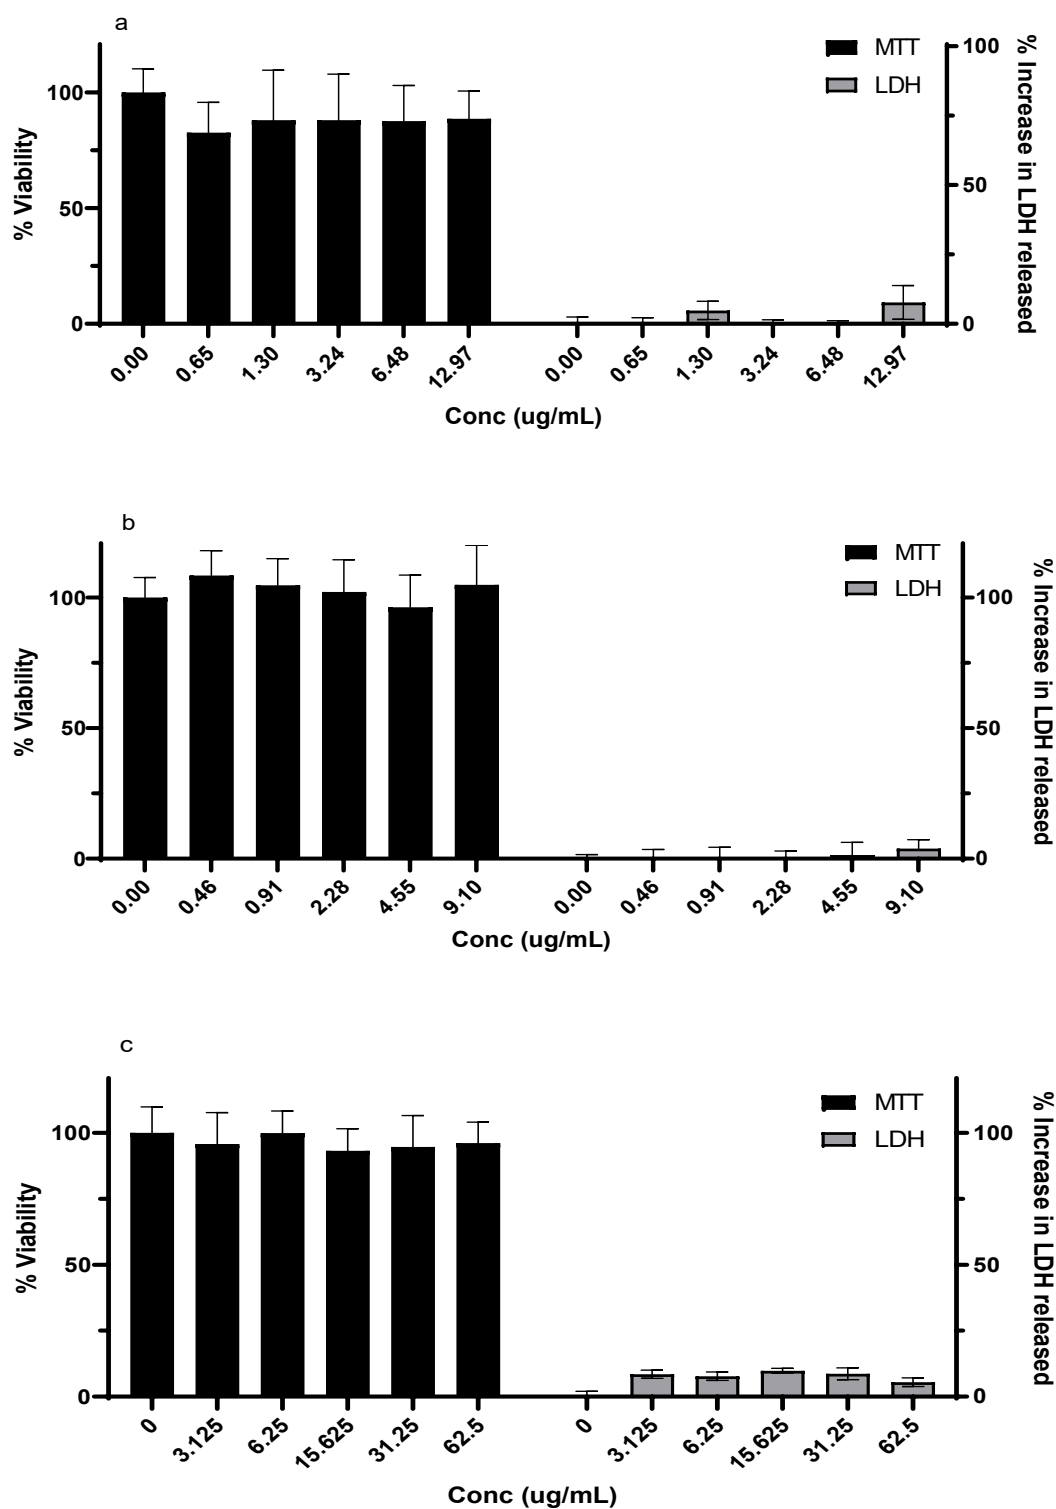 a
MTT
LDH
% Viability
100
50
0
100
50
0
% Increase in LDH released
0.00 0.65 1.30 3.24 6.48 12.97 0.00 0.65 1.30 3.24 6.48 12.97
Conc (ug/mL)
b
MTT
LDH
% Viability
100
50
0
100
50
0
% Increase in LDH released
0.00 0.46 0.91 2.28 4.55 9.10 0.00 0.46 0.91 2.28 4.55 9.10
Conc (ug/mL)
c
MTT
LDH
% Viability
100
50
0
100
50
0
% Increase in LDH released
0 3.125 6.25 15.625 31.25 62.5 0 3.125 6.25 15.625 31.25 62.5
Conc (ug/mL)